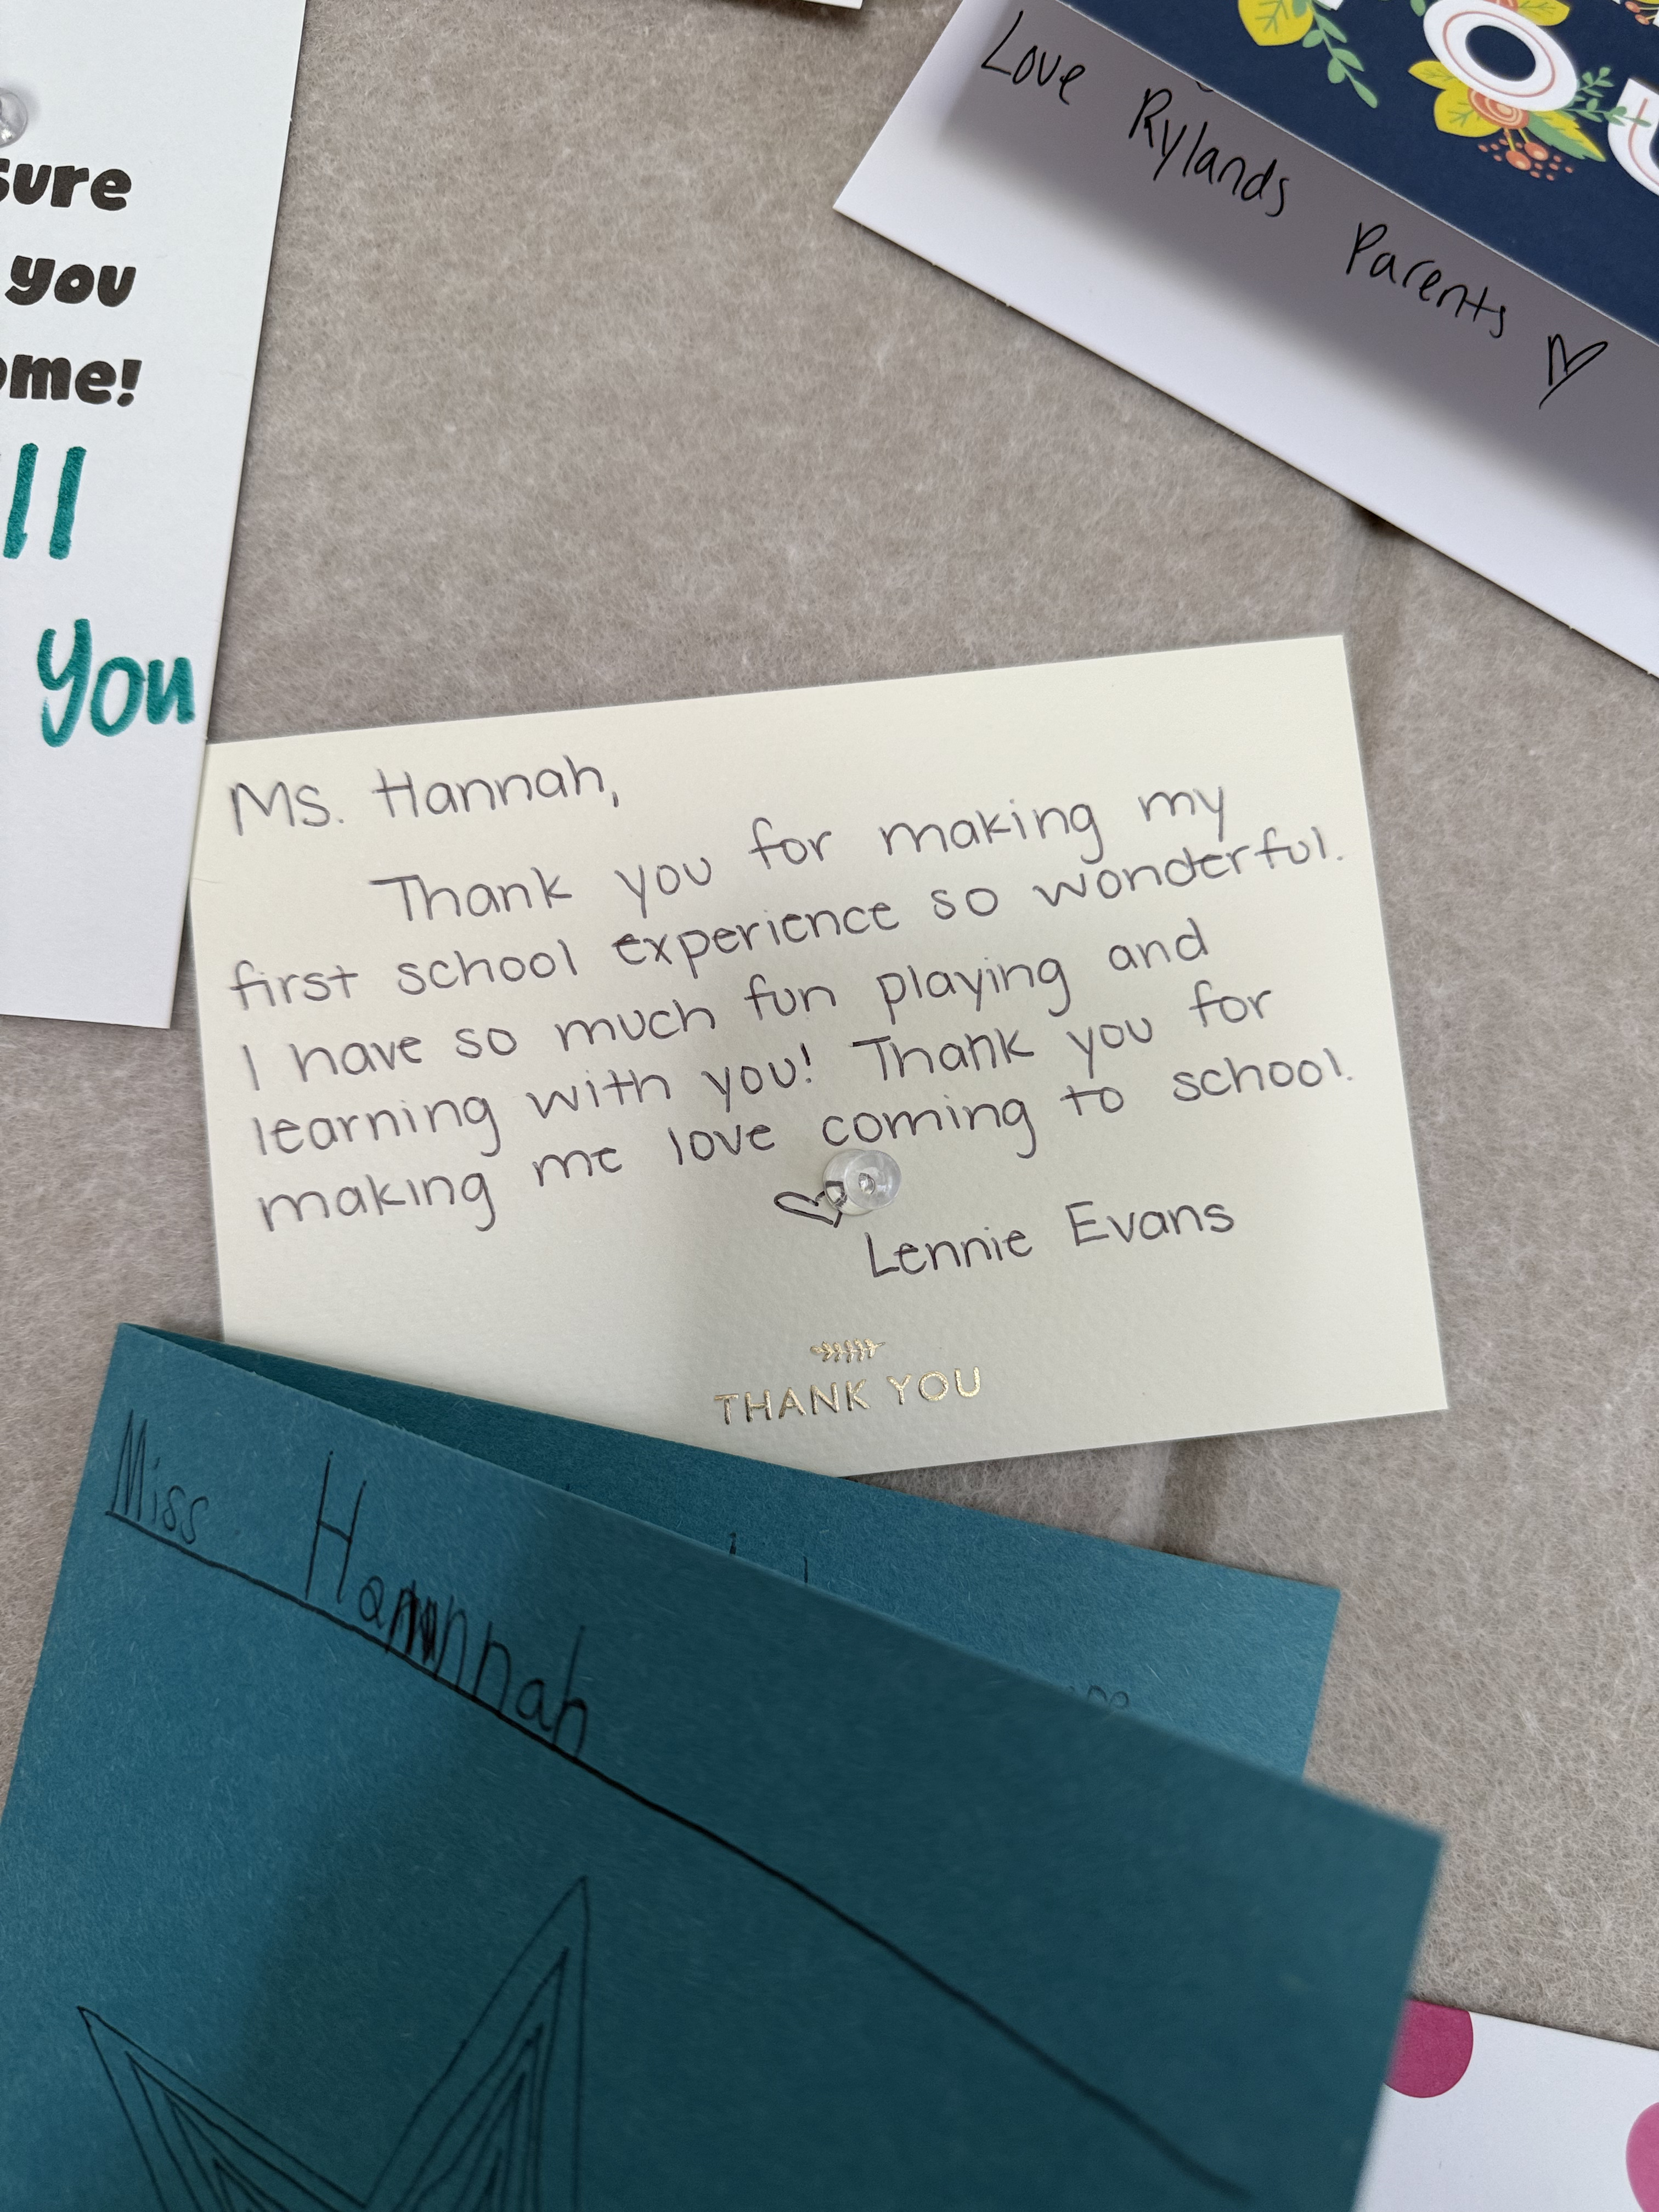 sure
you
ome!
ll
you
Love Rylands Parents
OU
Ms. Hannah,
Thank you for making my
first school experience so wonderful.
I have so much fun playing and
learning with you! Thank you for
making me love coming to school.
Lennie Evans
THANK YOU
Miss Hannah